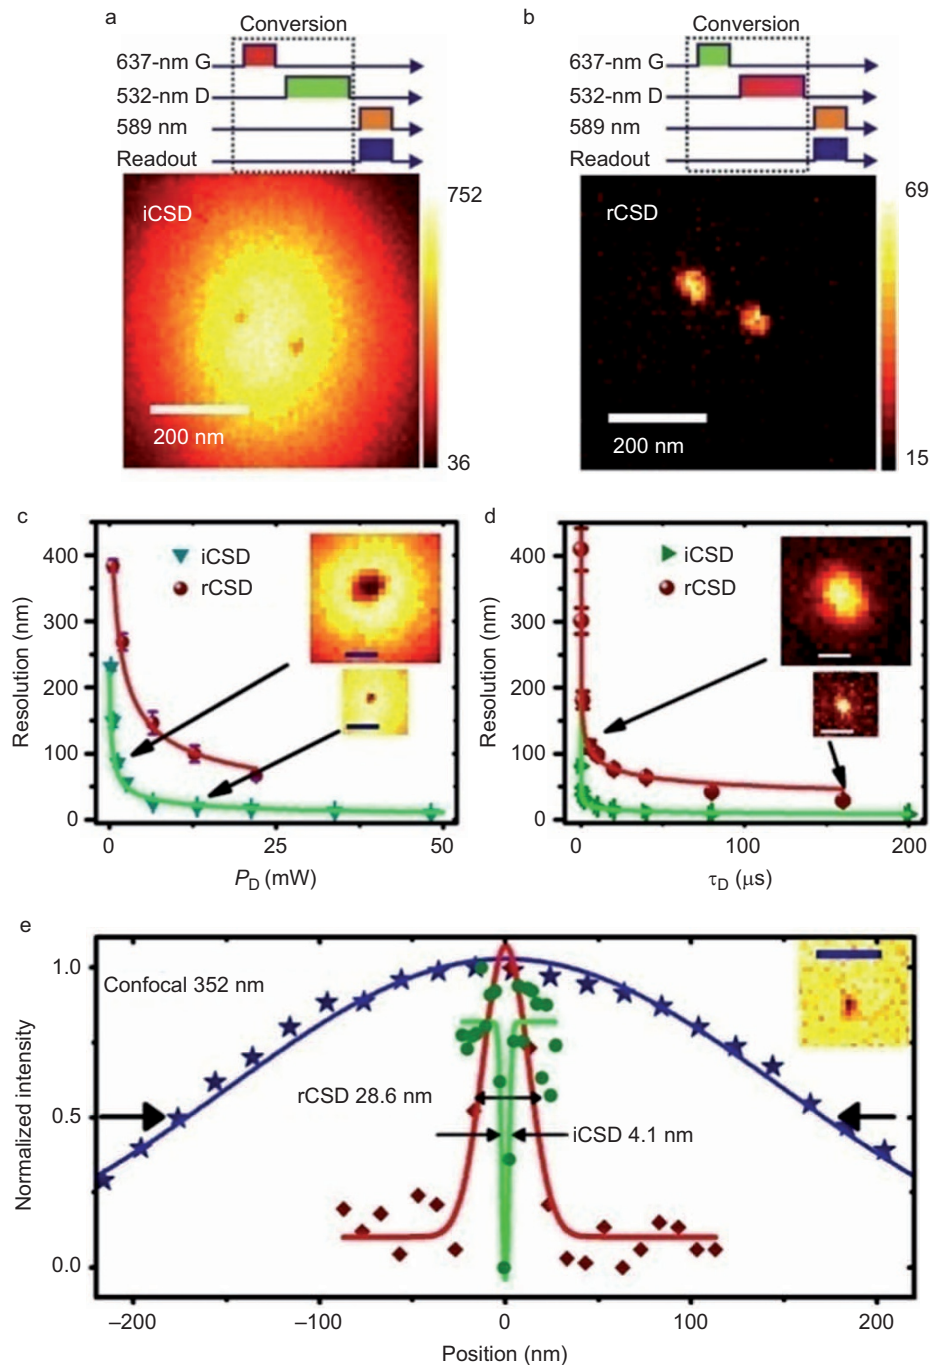 a
Conversion
637-nm G
532-nm D
589 nm
Readout
iCSD
200 nm
752
36
b
Conversion
637-nm G
532-nm D
589 nm
Readout
rCSD
200 nm
69
15
c
Resolution (nm)
400
300
200
100
0
iCSD
rCSD
0 25 50
P_D (mW)
d
Resolution (nm)
400
300
200
100
0
iCSD
rCSD
0 100 200
τ_D (μs)
e
Normalized intensity
1.0
0.5
0.0
Confocal 352 nm
rCSD 28.6 nm
iCSD 4.1 nm
–200 –100 0 100 200
Position (nm)